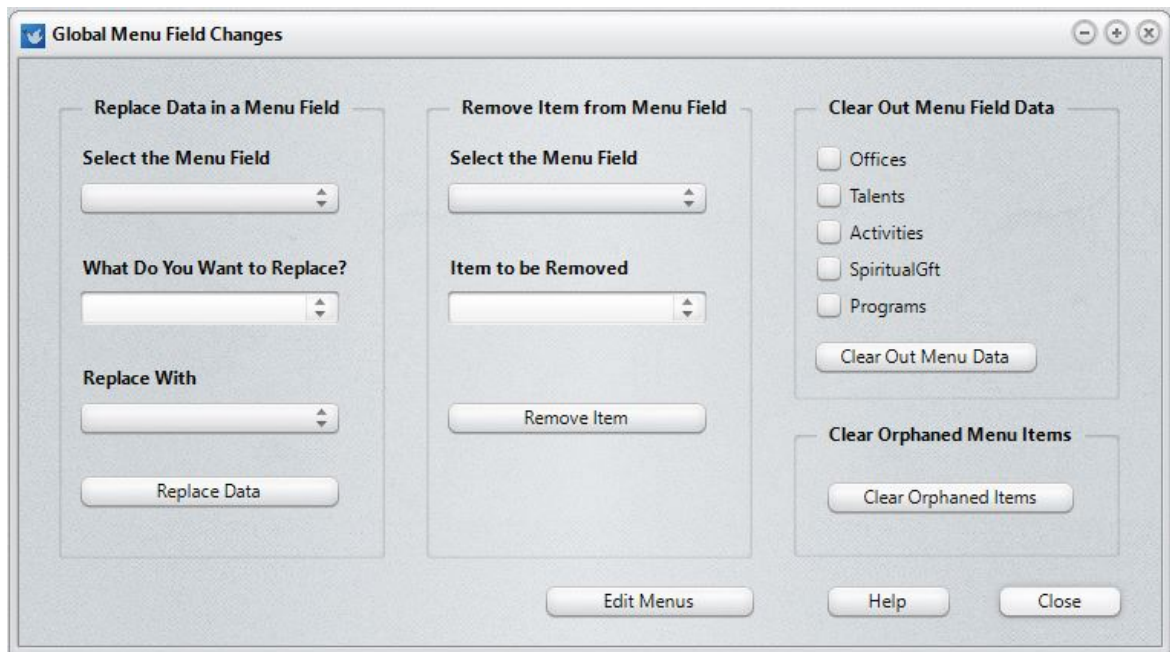 Global Menu Field Changes
Replace Data in a Menu Field
Select the Menu Field
What Do You Want to Replace?
Replace With
Replace Data
Remove Item from Menu Field
Select the Menu Field
Item to be Removed
Remove Item
Clear Out Menu Field Data
Offices
Talents
Activities
SpiritualGft
Programs
Clear Out Menu Data
Clear Orphaned Menu Items
Clear Orphaned Items
Edit Menus
Help
Close